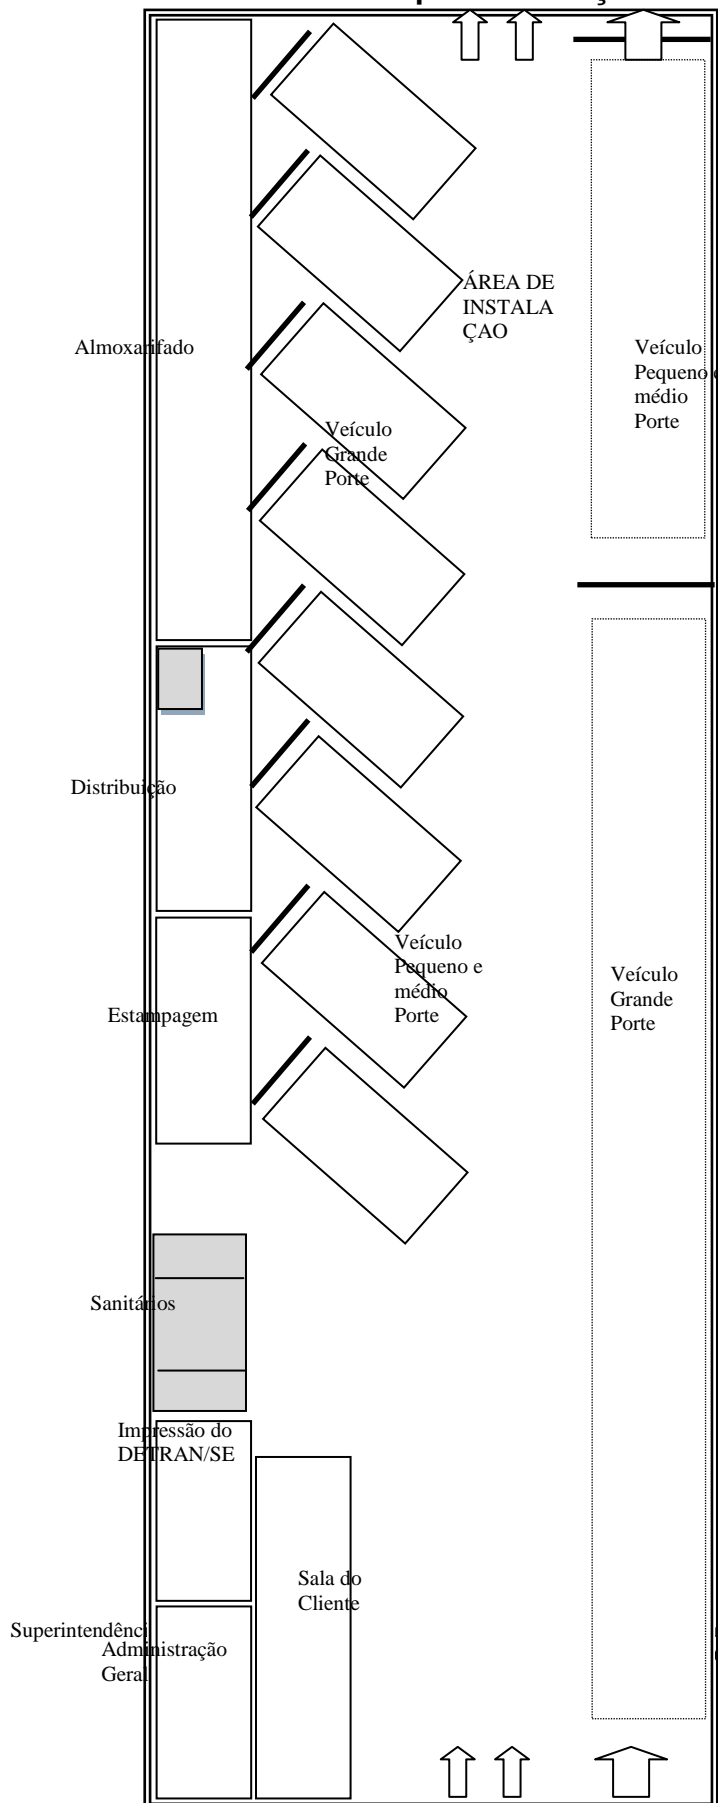 ÁREA DE
INSTALA
ÇAO
Almoxarifado
Veículo
Pequeno e
médio
Porte
Veículo
Grande
Porte
Distribuição
Veículo
Pequeno e
médio
Porte
Veículo
Grande
Porte
Estampagem
Sanitários
Impressão do
DETRAN/SE
Sala do
Cliente
Superintendênci
Administração
Geral